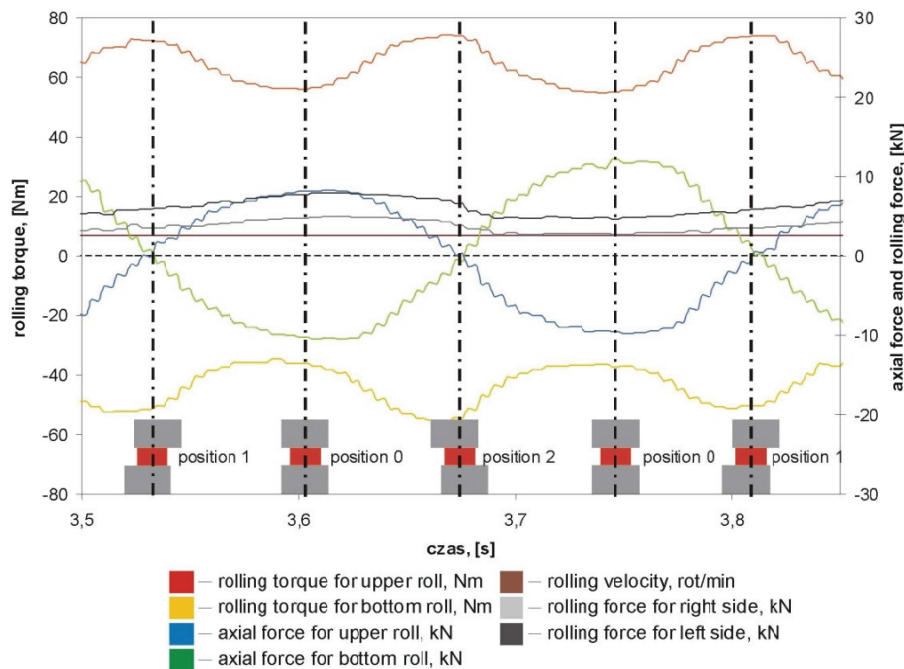 80
60
40
20
0
-20
-40
-60
-80
rolling torque, [Nm]
30
20
10
0
-10
-20
-30
axial force and rolling force, [kN]
position 1
position 0
position 2
position 0
position 1
3,5
3,6
3,7
3,8
czas, [s]
rolling torque for upper roll, Nm
rolling torque for bottom roll, Nm
axial force for upper roll, kN
axial force for bottom roll, kN
rolling velocity, rot/min
rolling force for right side, kN
rolling force for left side, kN